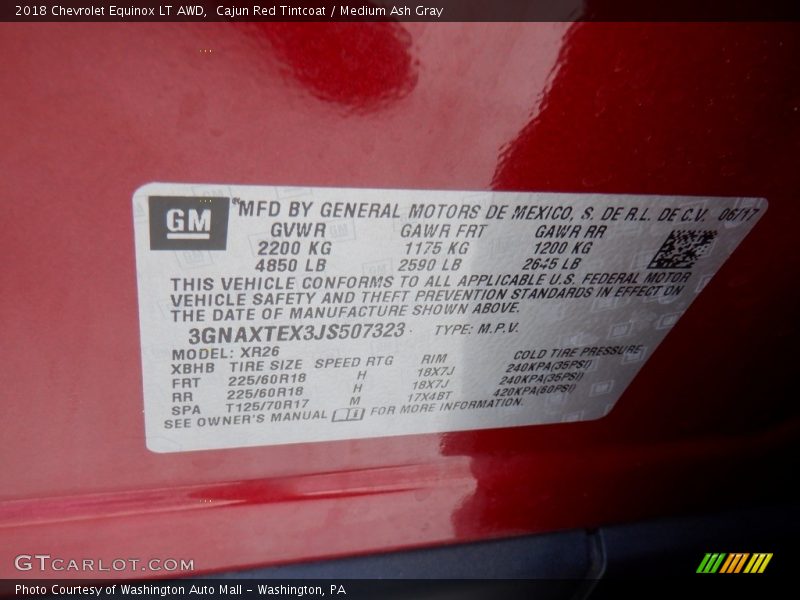 2018 Chevrolet Equinox LT AWD, Cajun Red Tintcoat / Medium Ash Gray
GM
MFD BY GENERAL MOTORS DE MEXICO, S. DE R.L. DE C.V. 06/17
GVWR GAWR FRT GAWR RR
2200 KG 1175 KG 1200 KG
4850 LB 2590 LB 2645 LB
THIS VEHICLE CONFORMS TO ALL APPLICABLE U.S. FEDERAL MOTOR
VEHICLE SAFETY AND THEFT PREVENTION STANDARDS IN EFFECT ON
THE DATE OF MANUFACTURE SHOWN ABOVE.
3GNAXTEX3JS507323 TYPE: M.P.V.
MODEL: XR26
XBHB TIRE SIZE SPEED RTG RIM COLD TIRE PRESSURE
FRT 225/60R18 H 18X7J 240KPA(35PSI)
RR 225/60R18 H 18X7J 240KPA(35PSI)
SPA T125/70R17 M 17X4BT 420KPA(60PSI)
SEE OWNER'S MANUAL FOR MORE INFORMATION.
GTCARLOT.COM
Photo Courtesy of Washington Auto Mall - Washington, PA